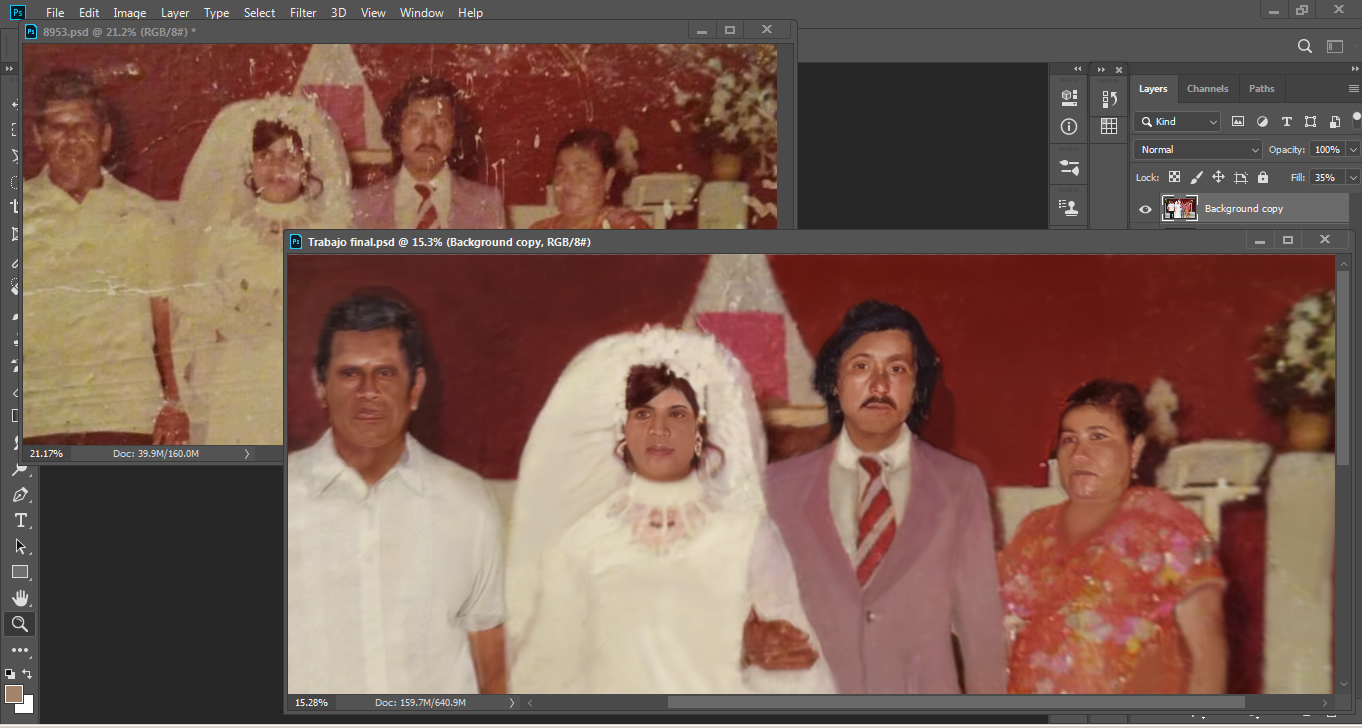 Ps File Edit Image Layer Type Select Filter 3D View Window Help
Ps 8953.psd @ 21.2% (RGB/8#) *
Layers Channels Paths
Kind
Normal Opacity: 100%
Lock: Fill: 35%
Background copy
Ps Trabajo final.psd @ 15.3% (Background copy, RGB/8#)
21.17% Doc: 39.9M/160.0M
15.28% Doc: 159.7M/640.9M